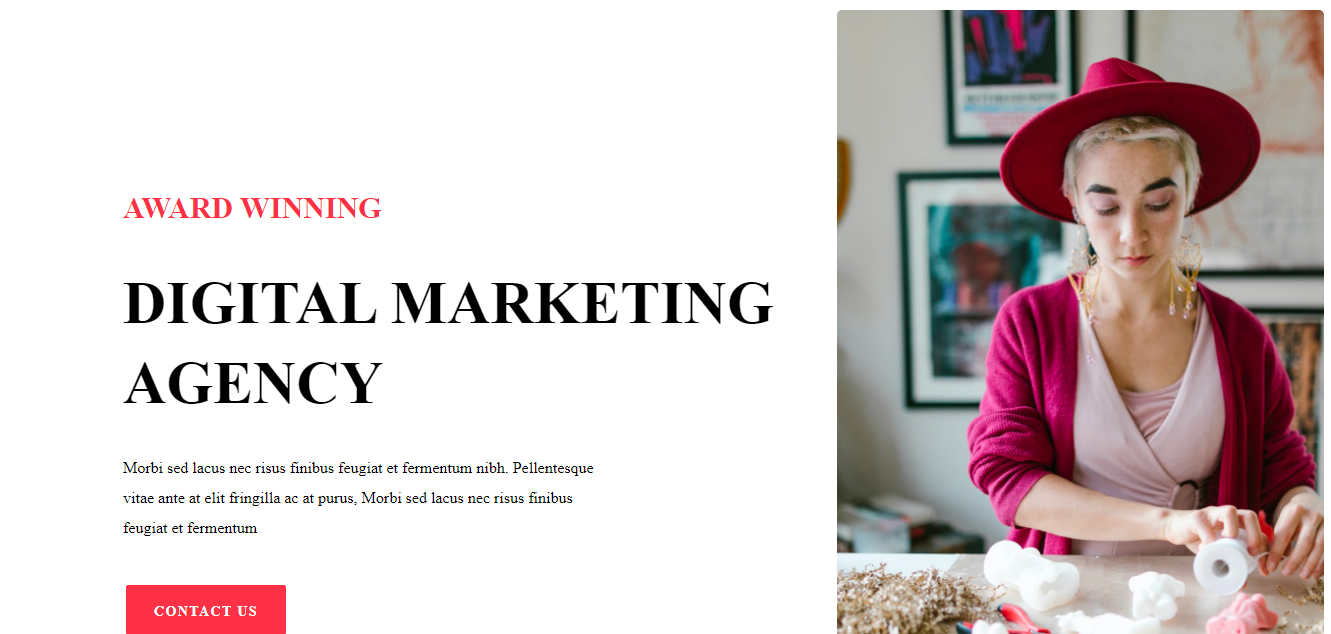 AWARD WINNING
DIGITAL MARKETING
AGENCY
Morbi sed lacus nec risus finibus feugiat et fermentum nibh. Pellentesque
vitae ante at elit fringilla ac at purus, Morbi sed lacus nec risus finibus
feugiat et fermentum
CONTACT US